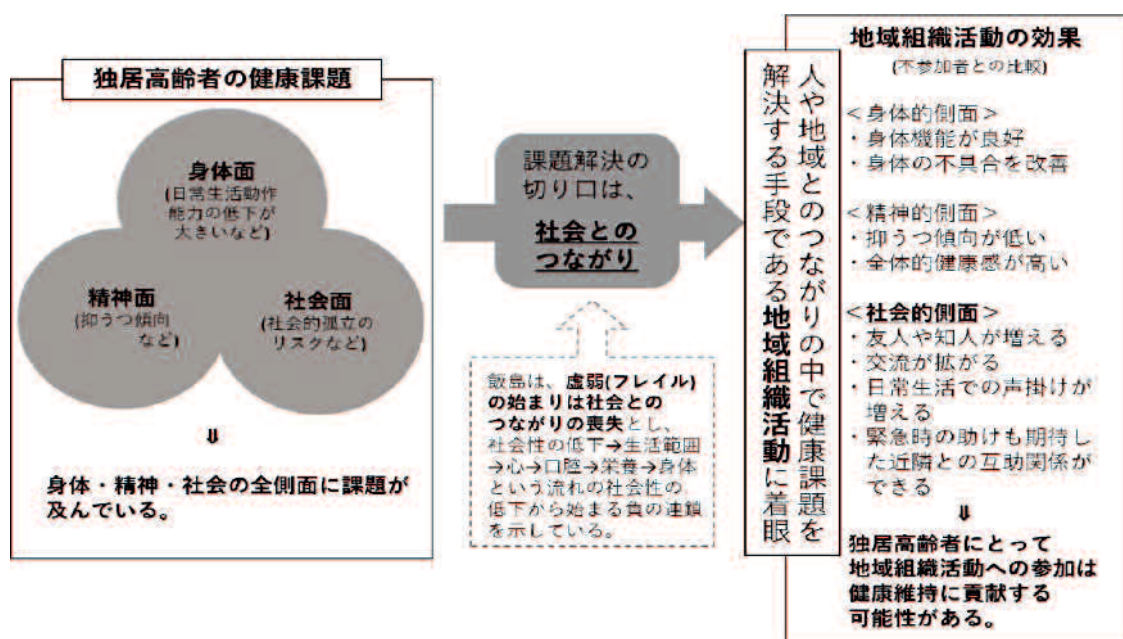 独居高齢者の健康課題
身体面
(日常生活動作
能力の低下が
大きいなど)
精神面
(抑うつ傾向
など)
社会面
(社会的孤立の
リスクなど)
⇓
身体・精神・社会の全側面に課題が
及んでいる。
課題解決の
切り口は、
社会との
つながり
飯島は、虚弱(フレイル)
の始まりは社会との
つながりの喪失とし、
社会性の低下→生活範囲
→心→口腔→栄養→身体
という流れの社会性の
低下から始まる負の連鎖
を示している。
人や地域とのつながりの中で健康課題を
解決する手段である地域組織活動に着眼
地域組織活動の効果
(不参加者との比較)
<身体的側面>
・身体機能が良好
・身体の不具合を改善
<精神的側面>
・抑うつ傾向が低い
・全体的健康感が高い
<社会的側面>
・友人や知人が増える
・交流が拡がる
・日常生活での声掛けが
増える
・緊急時の助けも期待し
た近隣との互助関係が
できる
⇓
独居高齢者にとって
地域組織活動への参加は
健康維持に貢献する
可能性がある。